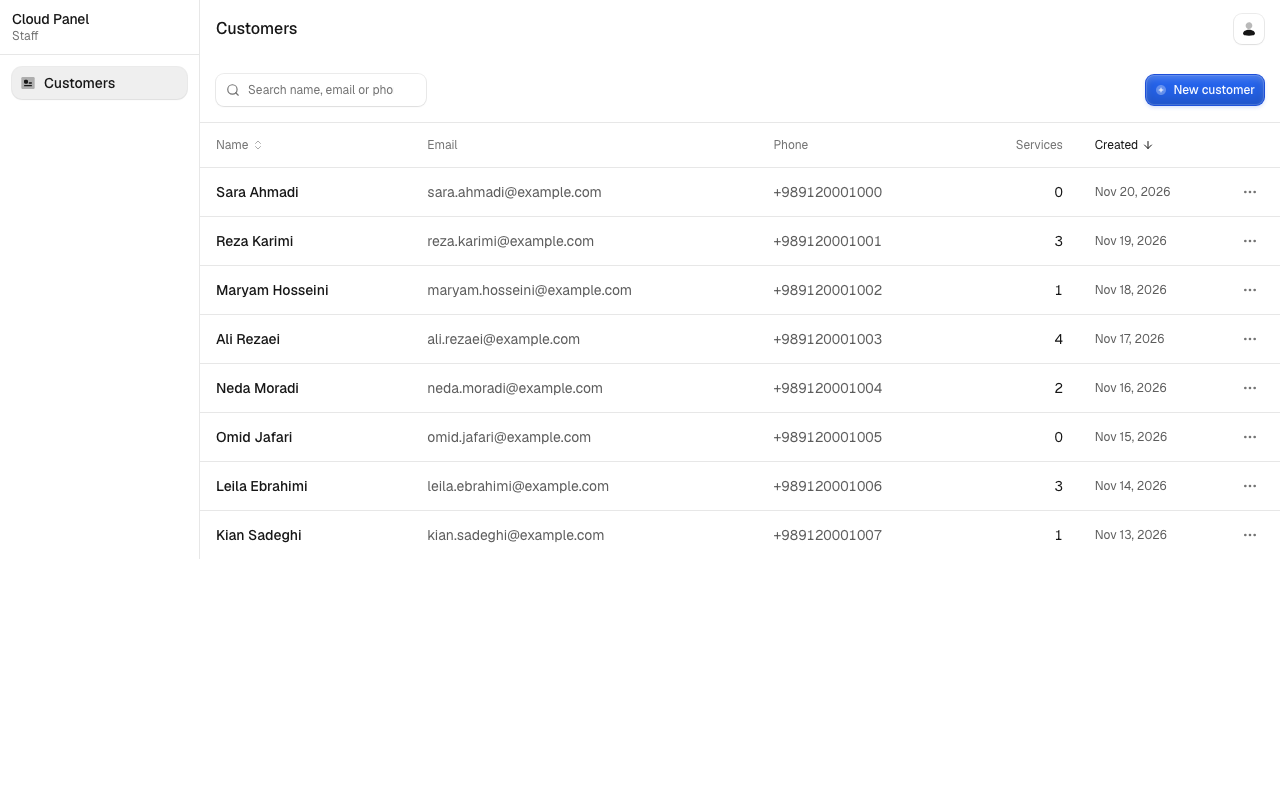 Cloud Panel
Staff
Customers
Customers
Search name, email or pho
New customer
Name Email Phone Services Created
Sara Ahmadi sara.ahmadi@example.com +989120001000 0 Nov 20, 2026
Reza Karimi reza.karimi@example.com +989120001001 3 Nov 19, 2026
Maryam Hosseini maryam.hosseini@example.com +989120001002 1 Nov 18, 2026
Ali Rezaei ali.rezaei@example.com +989120001003 4 Nov 17, 2026
Neda Moradi neda.moradi@example.com +989120001004 2 Nov 16, 2026
Omid Jafari omid.jafari@example.com +989120001005 0 Nov 15, 2026
Leila Ebrahimi leila.ebrahimi@example.com +989120001006 3 Nov 14, 2026
Kian Sadeghi kian.sadeghi@example.com +989120001007 1 Nov 13, 2026